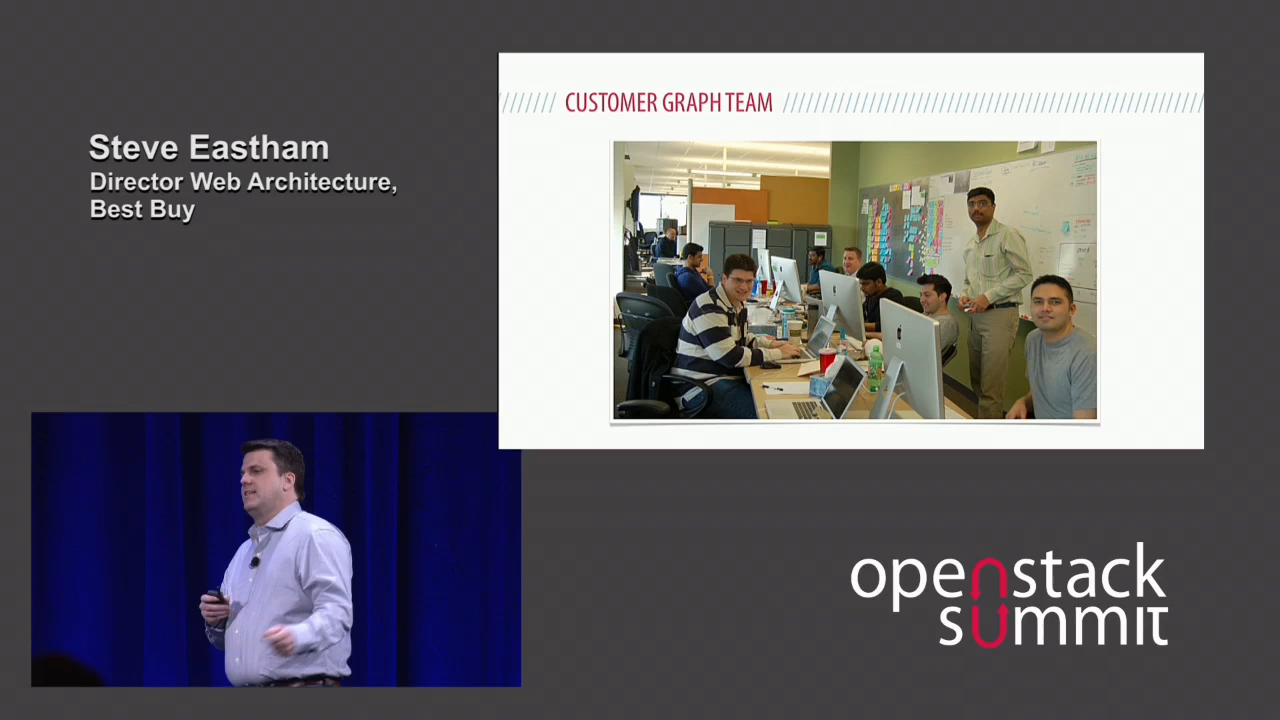 Steve Eastham
Director Web Architecture,
Best Buy
CUSTOMER GRAPH TEAM
openstack
summit